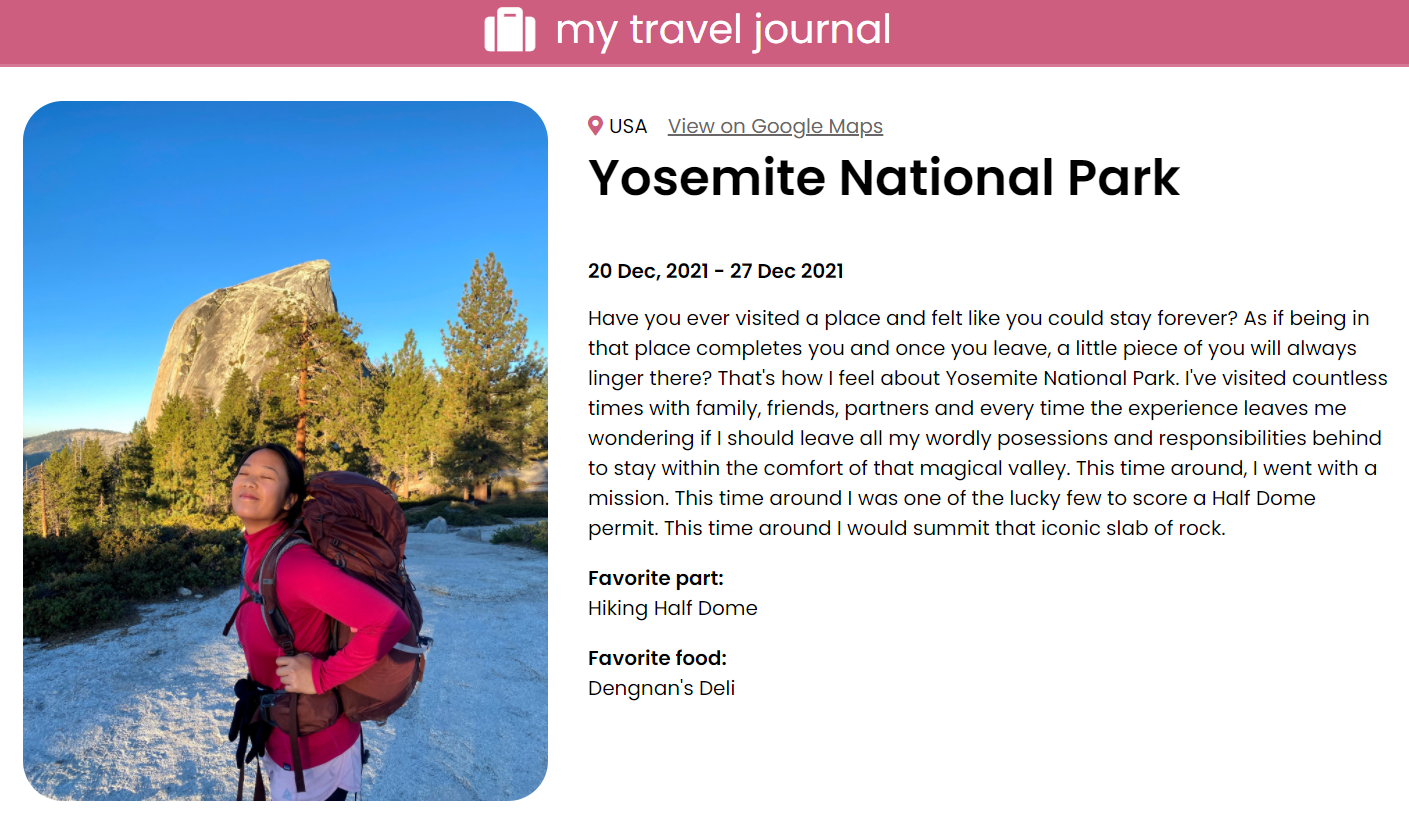 my travel journal
USA View on Google Maps
Yosemite National Park
20 Dec, 2021 - 27 Dec 2021
Have you ever visited a place and felt like you could stay forever? As if being in
that place completes you and once you leave, a little piece of you will always
linger there? That's how I feel about Yosemite National Park. I've visited countless
times with family, friends, partners and every time the experience leaves me
wondering if I should leave all my wordly posessions and responsibilities behind
to stay within the comfort of that magical valley. This time around, I went with a
mission. This time around I was one of the lucky few to score a Half Dome
permit. This time around I would summit that iconic slab of rock.
Favorite part:
Hiking Half Dome
Favorite food:
Dengnan's Deli